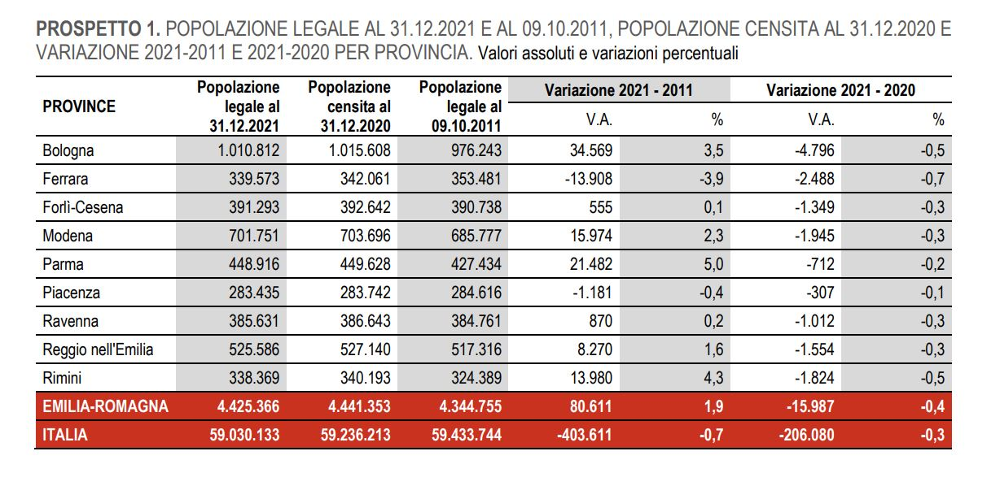 PROSPETTO 1. POPOLAZIONE LEGALE AL 31.12.2021 E AL 09.10.2011, POPOLAZIONE CENSITA AL 31.12.2020 E
VARIAZIONE 2021-2011 E 2021-2020 PER PROVINCIA. Valori assoluti e variazioni percentuali
PROVINCE
Popolazione
legale al
31.12.2021
Popolazione
censita al
31.12.2020
Popolazione
legale al
09.10.2011
Variazione 2021 - 2011
Variazione 2021 - 2020
V.A. % V.A. %
Bologna 1.010.812 1.015.608 976.243 34.569 3,5 -4.796 -0,5
Ferrara 339.573 342.061 353.481 -13.908 -3,9 -2.488 -0,7
Forlì-Cesena 391.293 392.642 390.738 555 0,1 -1.349 -0,3
Modena 701.751 703.696 685.777 15.974 2,3 -1.945 -0,3
Parma 448.916 449.628 427.434 21.482 5,0 -712 -0,2
Piacenza 283.435 283.742 284.616 -1.181 -0,4 -307 -0,1
Ravenna 385.631 386.643 384.761 870 0,2 -1.012 -0,3
Reggio nell'Emilia 525.586 527.140 517.316 8.270 1,6 -1.554 -0,3
Rimini 338.369 340.193 324.389 13.980 4,3 -1.824 -0,5
EMILIA-ROMAGNA 4.425.366 4.441.353 4.344.755 80.611 1,9 -15.987 -0,4
ITALIA 59.030.133 59.236.213 59.433.744 -403.611 -0,7 -206.080 -0,3